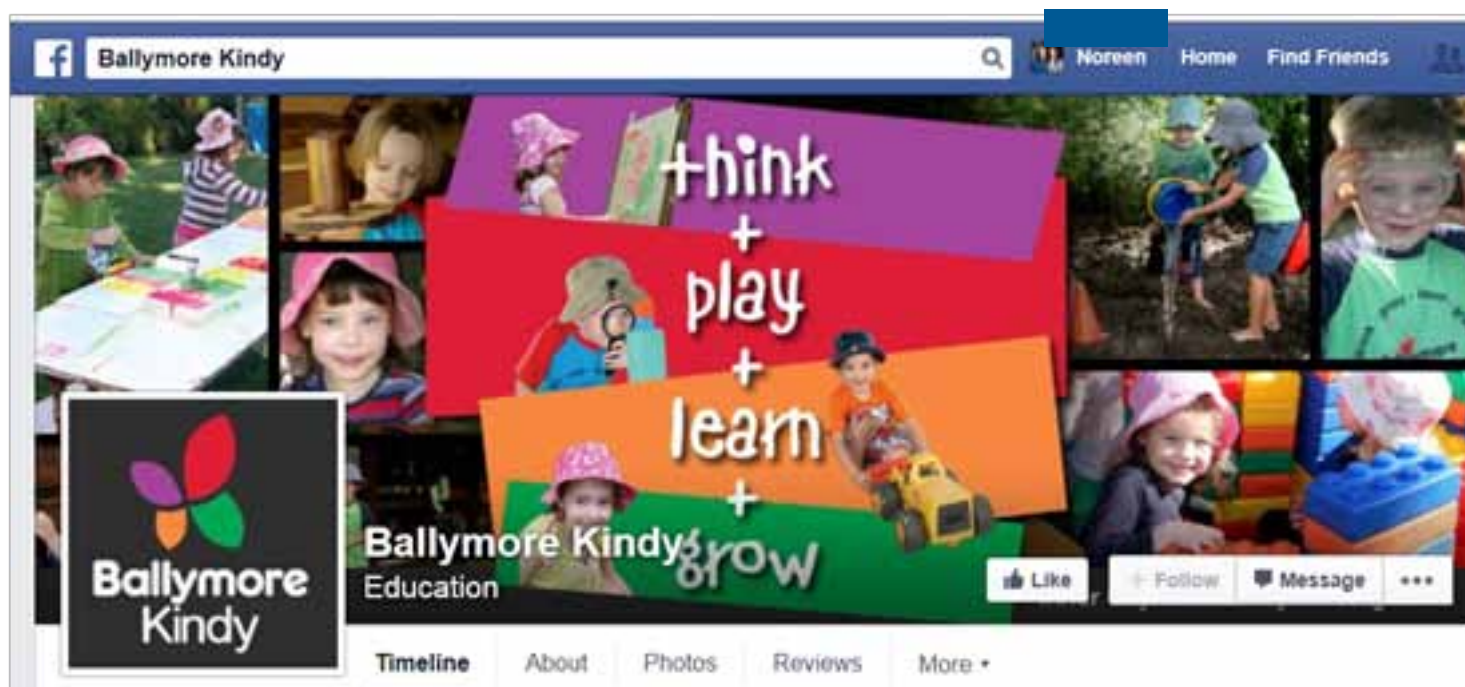 f Ballymore Kindy Noreen Home Find Friends
think
+
play
+
learn
+
grow
Ballymore Kindy
Education
Ballymore
Kindy
Like + Follow Message •••
Timeline About Photos Reviews More